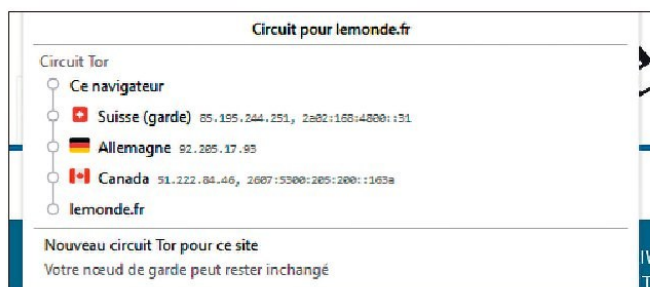 Circuit pour lemonde.fr
Circuit Tor
Ce navigateur
Suisse (garde) 85.195.244.251, 2a02:168:4800::31
Allemagne 92.205.17.93
Canada 51.222.84.46, 2607:5300:205:200::163a
lemonde.fr
Nouveau circuit Tor pour ce site
Votre nœud de garde peut rester inchangé